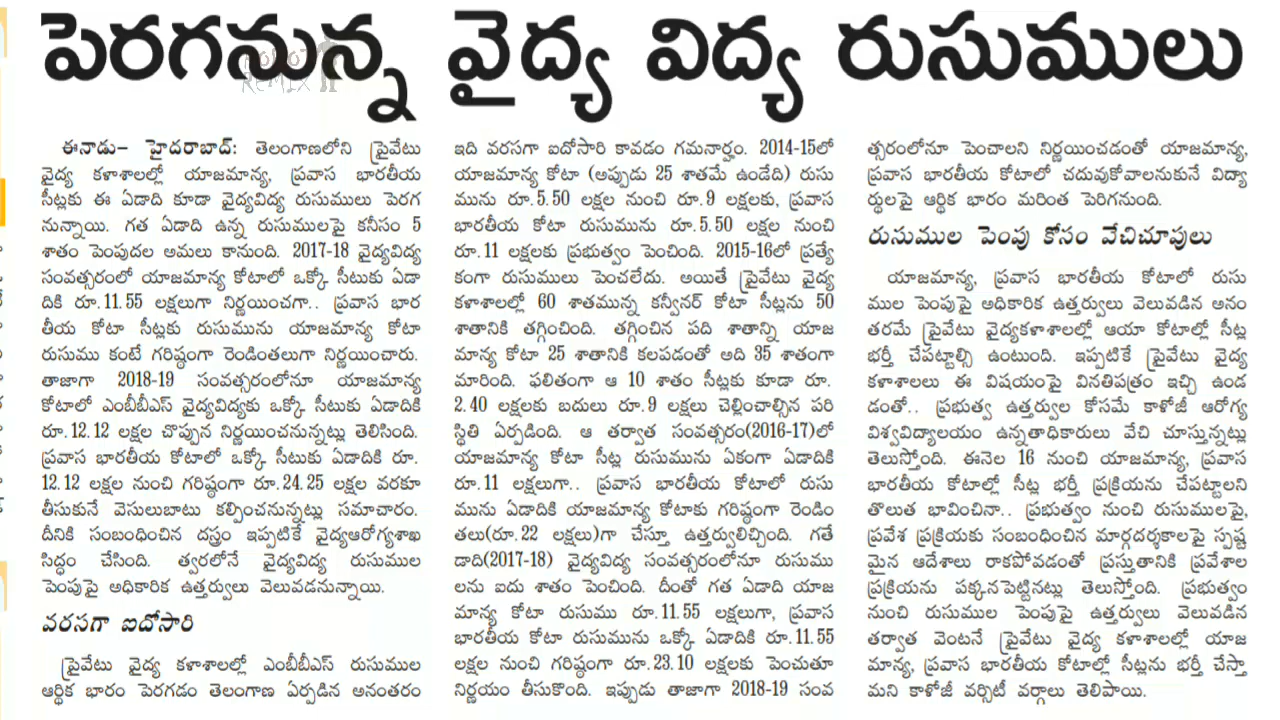 పెరగనున్న వైద్య విద్య రుసుములు
ఈనాడు– హైదరాబాద్: తెలంగాణలోని ప్రైవేటు
వైద్య కళాశాలల్లో యాజమాన్య, ప్రవాస భారతీయ
సీట్లకు ఈ ఏడాది కూడా వైద్యవిద్య రుసుములు పెరగ
నున్నాయి. గత ఏడాది ఉన్న రుసుములపై కనీసం 5
శాతం పెంపుదల అమలు కానుంది. 2017-18 వైద్యవిద్య
సంవత్సరంలో యాజమాన్య కోటాలో ఒక్కో సీటుకు ఏడా
దికి రూ.11.55 లక్షలుగా నిర్ణయించగా.. ప్రవాస భార
తీయ కోటా సీట్లకు రుసుమును యాజమాన్య కోటా
రుసుము కంటే గరిష్ఠంగా రెండింతలుగా నిర్ణయించారు.
తాజాగా 2018-19 సంవత్సరంలోనూ యాజమాన్య
కోటాలో ఎంబీబీఎస్ వైద్యవిద్యకు ఒక్కో సీటుకు ఏడాదికి
రూ.12.12 లక్షల చొప్పున నిర్ణయించనున్నట్లు తెలిసింది.
ప్రవాస భారతీయ కోటాలో ఒక్కో సీటుకు ఏడాదికి రూ.
12.12 లక్షల నుంచి గరిష్ఠంగా రూ.24.25 లక్షల వరకూ
తీసుకునే వెసులుబాటు కల్పించనున్నట్లు సమాచారం.
దీనికి సంబంధించిన దస్త్రం ఇప్పటికే వైద్యఆరోగ్యశాఖ
సిద్ధం చేసింది. త్వరలోనే వైద్యవిద్య రుసుముల
పెంపుపై అధికారిక ఉత్తర్వులు వెలువడనున్నాయి.
వరసగా ఐదోసారి
ప్రైవేటు వైద్య కళాశాలల్లో ఎంబీబీఎస్ రుసుముల
ఆర్థిక భారం పెరగడం తెలంగాణ ఏర్పడిన అనంతరం
ఇది వరసగా ఐదోసారి కావడం గమనార్హం. 2014-15లో
యాజమాన్య కోటా (అప్పుడు 25 శాతమే ఉండేది) రుసు
మును రూ.5.50 లక్షల నుంచి రూ.9 లక్షలకు, ప్రవాస
భారతీయ కోటా రుసుమును రూ.5.50 లక్షల నుంచి
రూ.11 లక్షలకు ప్రభుత్వం పెంచింది. 2015-16లో ప్రత్యే
కంగా రుసుములు పెంచలేదు. అయితే ప్రైవేటు వైద్య
కళాశాలల్లో 60 శాతమున్న కన్వీనర్ కోటా సీట్లను 50
శాతానికి తగ్గించింది. తగ్గించిన పది శాతాన్ని యాజ
మాన్య కోటా 25 శాతానికి కలపడంతో అది 35 శాతంగా
మారింది. ఫలితంగా ఆ 10 శాతం సీట్లకు కూడా రూ.
2.40 లక్షలకు బదులు రూ.9 లక్షలు చెల్లించాల్సిన పరి
స్థితి ఏర్పడింది. ఆ తర్వాత సంవత్సరం(2016-17)లో
యాజమాన్య కోటా సీట్ల రుసుమును ఏకంగా ఏడాదికి
రూ.11 లక్షలుగా.. ప్రవాస భారతీయ కోటాలో రుసు
మును ఏడాదికి యాజమాన్య కోటాకు గరిష్ఠంగా రెండిం
తలు(రూ.22 లక్షలు)గా చేస్తూ ఉత్తర్వులిచ్చింది. గతే
డాది(2017-18) వైద్యవిద్య సంవత్సరంలోనూ రుసుము
లను ఐదు శాతం పెంచింది. దీంతో గత ఏడాది యాజ
మాన్య కోటా రుసుము రూ.11.55 లక్షలుగా, ప్రవాస
భారతీయ కోటా రుసుమును ఒక్కో ఏడాదికి రూ.11.55
లక్షల నుంచి గరిష్ఠంగా రూ.23.10 లక్షలకు పెంచుతూ
నిర్ణయం తీసుకొంది. ఇప్పుడు తాజాగా 2018-19 సంవ
త్సరంలోనూ పెంచాలని నిర్ణయించడంతో యాజమాన్య,
ప్రవాస భారతీయ కోటాలో చదువుకోవాలనుకునే విద్యా
ర్థులపై ఆర్థిక భారం మరింత పెరిగనుంది.
రుసుముల పెంపు కోసం వేచిచూపులు
యాజమాన్య, ప్రవాస భారతీయ కోటాలో రుసు
ముల పెంపుపై అధికారిక ఉత్తర్వులు వెలువడిన అనం
తరమే ప్రైవేటు వైద్యకళాశాలల్లో ఆయా కోటాల్లో సీట్ల
భర్తీ చేపట్టాల్సి ఉంటుంది. ఇప్పటికే ప్రైవేటు వైద్య
కళాశాలలు ఈ విషయంపై వినతిపత్రం ఇచ్చి ఉండ
డంతో.. ప్రభుత్వ ఉత్తర్వుల కోసమే కాళోజీ ఆరోగ్య
విశ్వవిద్యాలయం ఉన్నతాధికారులు వేచి చూస్తున్నట్లు
తెలుస్తోంది. ఈనెల 16 నుంచి యాజమాన్య, ప్రవాస
భారతీయ కోటాల్లో సీట్ల భర్తీ ప్రక్రియను చేపట్టాలని
తొలుత భావించినా.. ప్రభుత్వం నుంచి రుసుములపై,
ప్రవేశ ప్రక్రియకు సంబంధించిన మార్గదర్శకాలపై స్పష్ట
మైన ఆదేశాలు రాకపోవడంతో ప్రస్తుతానికి ప్రవేశాల
ప్రక్రియను పక్కనపెట్టినట్లు తెలుస్తోంది. ప్రభుత్వం
నుంచి రుసుముల పెంపుపై ఉత్తర్వులు వెలువడిన
తర్వాత వెంటనే ప్రైవేటు వైద్య కళాశాలల్లో యాజ
మాన్య, ప్రవాస భారతీయ కోటాల్లో సీట్లను భర్తీ చేస్తా
మని కాళోజీ వర్సిటీ వర్గాలు తెలిపాయి.